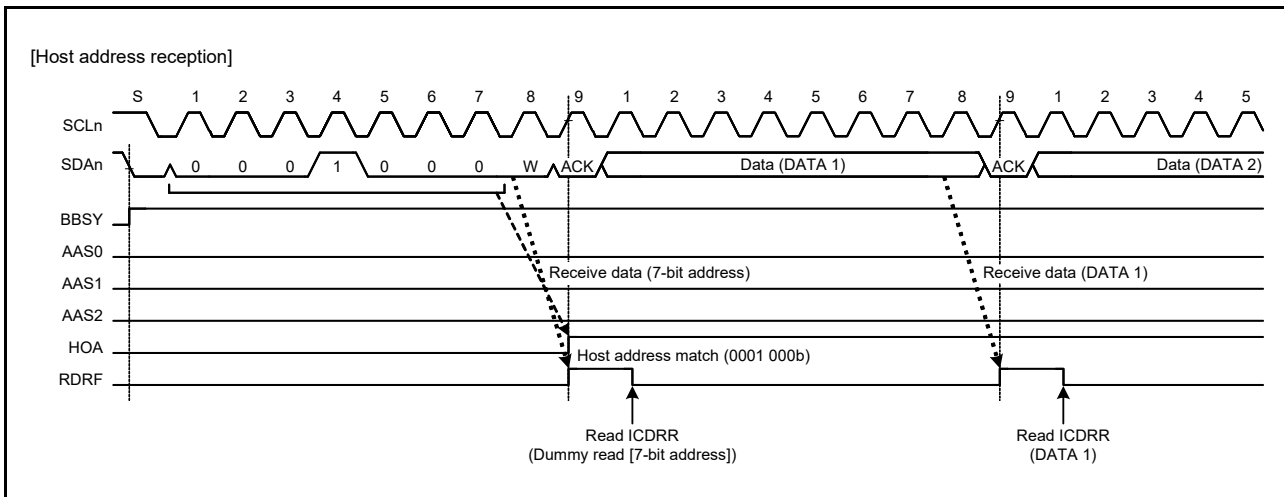 [Host address reception]
S 1 2 3 4 5 6 7 8 9 1 2 3 4 5 6 7 8 9 1 2 3 4 5
SCLn
SDAn 0 0 0 1 0 0 0 W ACK Data (DATA 1) ACK Data (DATA 2)
BBSY
AAS0
Receive data (7-bit address) Receive data (DATA 1)
AAS1
AAS2
HOA
Host address match (0001 000b)
RDRF
Read ICDRR Read ICDRR
(Dummy read [7-bit address]) (DATA 1)